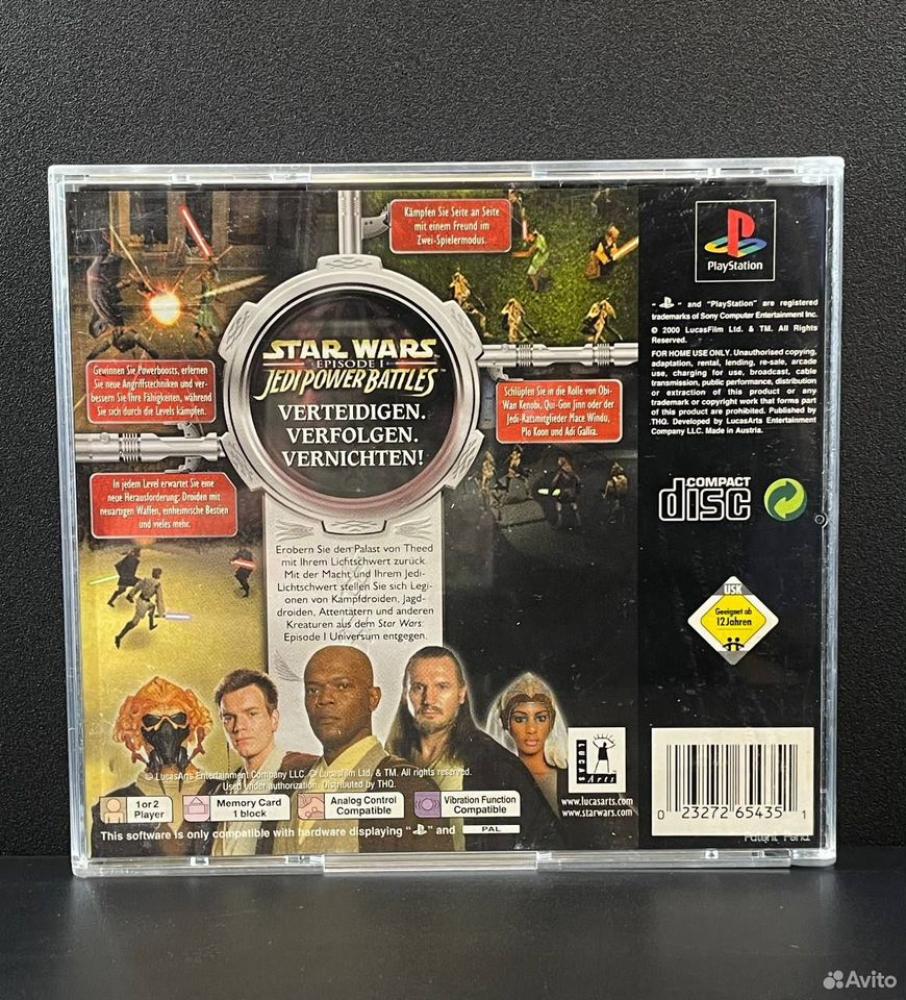 Kämpfen Sie Seite an Seite
mit einem Freund im
Zwei-Spielermodus.
Gewinnen Sie Powerboosts, erlernen
Sie neue Angriffstechniken und ver-
bessern Sie Ihre Fähigkeiten, während
Sie sich durch die Levels kämpfen.
STAR WARS
EPISODE I
JEDI POWER BATTLES™
VERTEIDIGEN.
VERFOLGEN.
VERNICHTEN!
Schlüpfen Sie in die Rolle von Obi-
Wan Kenobi, Qui-Gon Jinn oder der
Jedi-Ratsmitglieder Mace Windu,
Plo Koon und Adi Gallia.
In jedem Level erwartet Sie eine
neue Herausforderung: Droiden mit
neuartigen Waffen, einheimische Bestien
und vieles mehr.
Erobern Sie den Palast von Theed
mit Ihrem Lichtschwert zurück.
Mit der Macht und Ihrem Jedi-
Lichtschwert stellen Sie sich Legi-
onen von Kampfdroiden, Jagd-
droiden, Attentätern und anderen
Kreaturen aus dem Star Wars:
Episode I Universum entgegen.
© LucasArts Entertainment Company LLC. © Lucasfilm Ltd. & TM. All rights reserved.
Used under authorization. Distributed by THQ.
1 or 2
Player
Memory Card
1 block
Analog Control
Compatible
Vibration Function
Compatible
This software is only compatible with hardware displaying " " and PAL
LUCAS
Arts
www.lucasarts.com
www.starwars.com
PlayStation
" " and "PlayStation" are registered
trademarks of Sony Computer Entertainment Inc.
© 2000 LucasFilm Ltd. & TM. All Rights
Reserved.
FOR HOME USE ONLY. Unauthorised copying,
adaptation, rental, lending, re-sale, arcade
use, charging for use, broadcast, cable
transmission, public performance, distribution
or extraction of this product or any
trademark or copyright work that forms part
of this product are prohibited. Published by
THQ. Developed by LucasArts Entertainment
Company LLC. Made in Austria.
COMPACT
disc
USK
Geeignet ab
12 Jahren
0 23272 65435 1
Avito